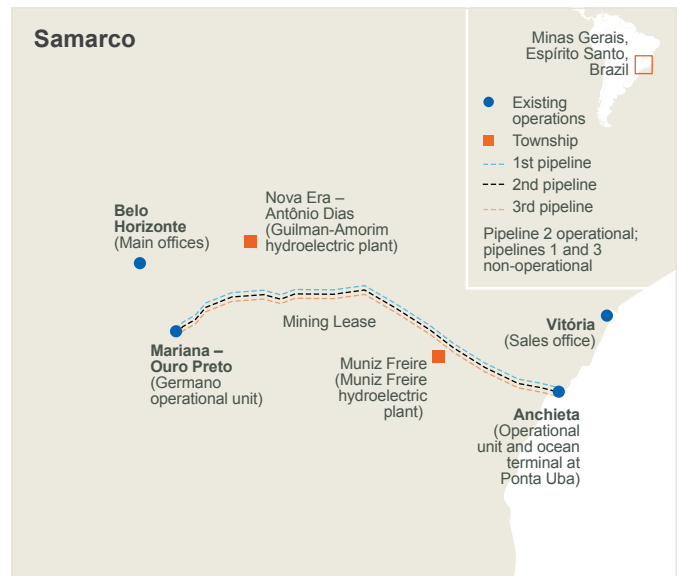 Samarco
Minas Gerais,
Espírito Santo,
Brazil
Existing
operations
Township
1st pipeline
2nd pipeline
3rd pipeline
Pipeline 2 operational;
pipelines 1 and 3
non-operational
Nova Era –
Antônio Dias
(Guilman-Amorim
hydroelectric plant)
Belo
Horizonte
(Main offices)
Mining Lease
Vitória
(Sales office)
Mariana –
Ouro Preto
(Germano
operational unit)
Muniz Freire
(Muniz Freire
hydroelectric
plant)
Anchieta
(Operational
unit and ocean
terminal at
Ponta Uba)